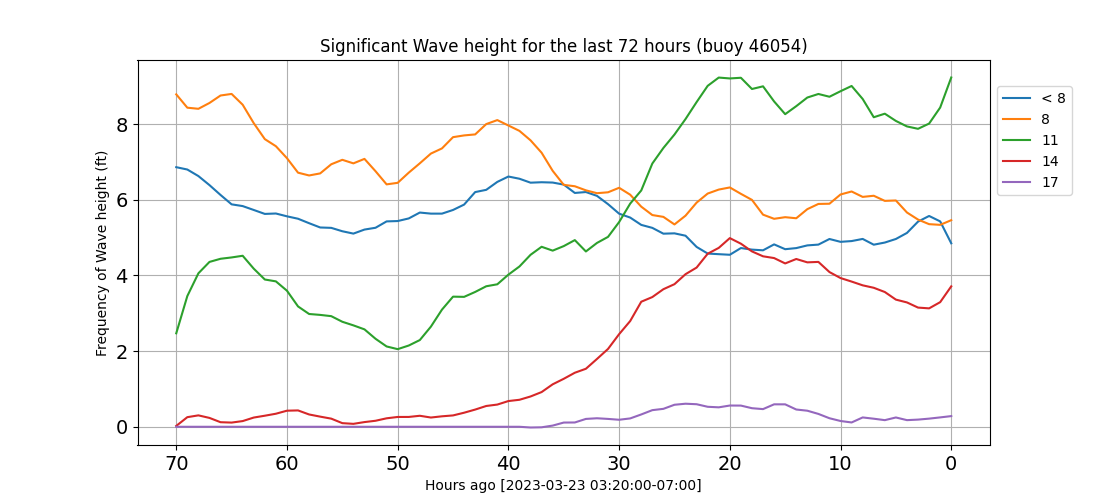 Significant Wave height for the last 72 hours (buoy 46054)
Frequency of Wave height (ft)
8
6
4
2
0
70 60 50 40 30 20 10 0
Hours ago [2023-03-23 03:20:00-07:00]
< 8
8
11
14
17